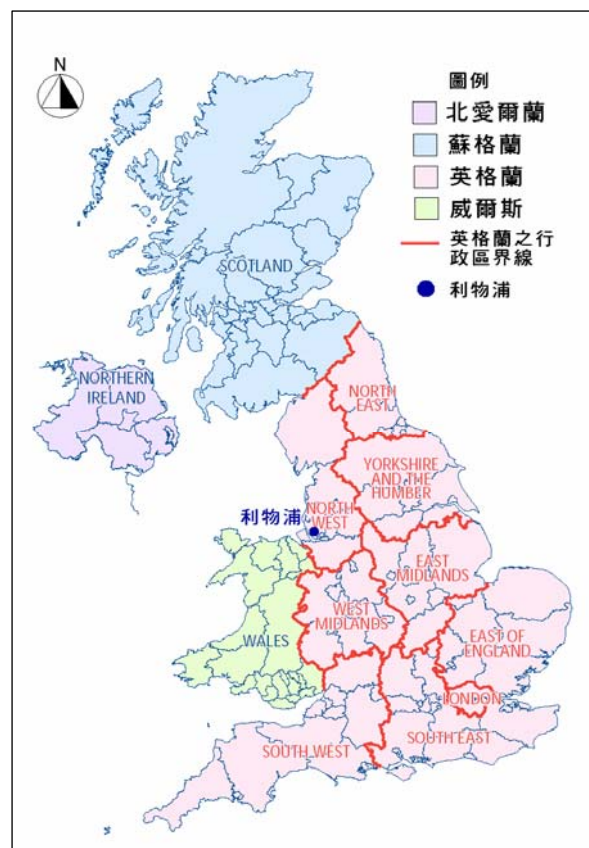 N
圖例
北愛爾蘭
蘇格蘭
英格蘭
威爾斯
英格蘭之行
政區界線
利物浦
SCOTLAND
NORTHERN
IRELAND
NORTH
EAST
YORKSHIRE
AND THE
HUMBER
NORTH
WEST
利物浦
EAST
MIDLANDS
WEST
MIDLANDS
WALES
EAST OF
ENGLAND
LONDON
SOUTH EAST
SOUTH WEST